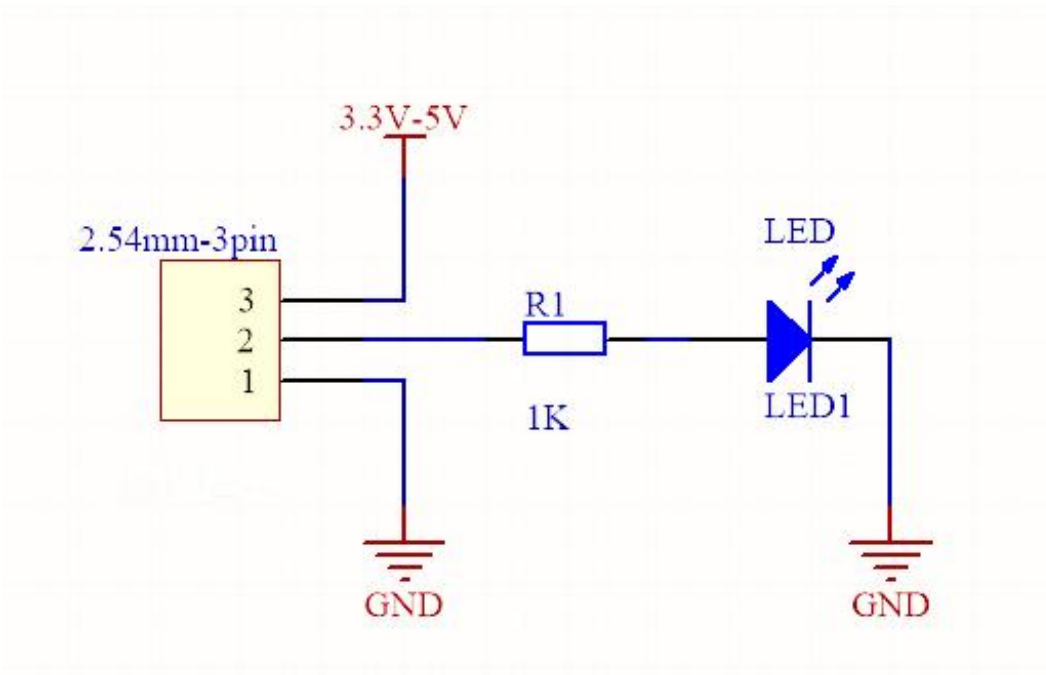 3.3V-5V
2.54mm-3pin
LED
3
R1
2
1
LED1
1K
GND
GND